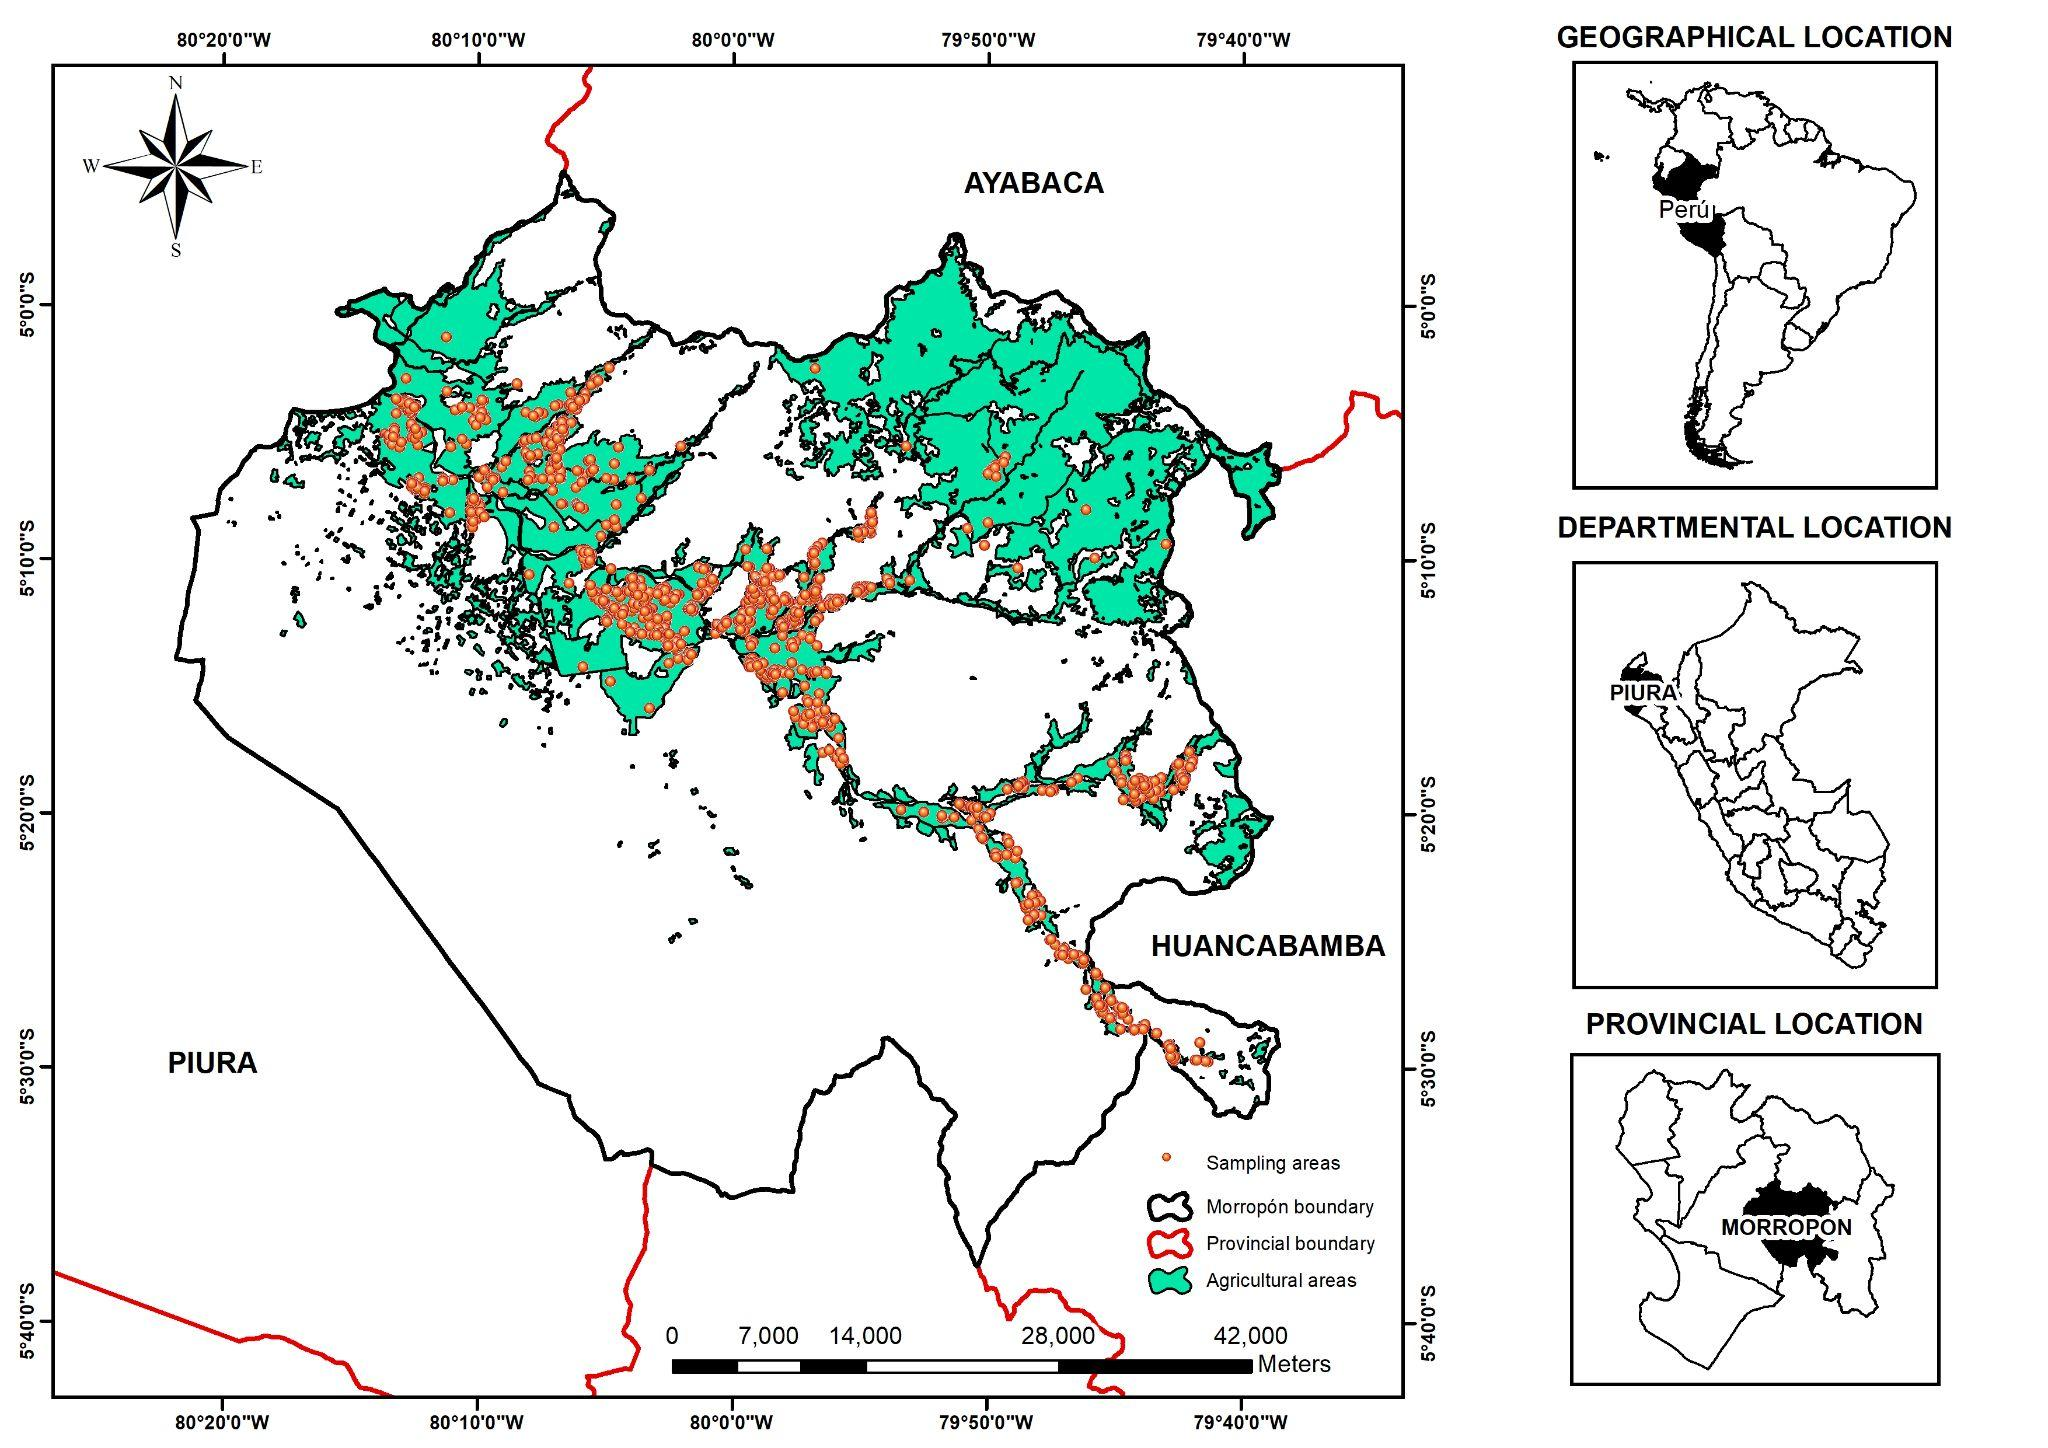 80°20'0"W 80°10'0"W 80°0'0"W 79°50'0"W 79°40'0"W
N
W E
S
AYABACA
5°0'0"S 5°0'0"S
5°10'0"S 5°10'0"S
5°20'0"S 5°20'0"S
HUANCABAMBA
PIURA
5°30'0"S 5°30'0"S
Sampling areas
Morropón boundary
Provincial boundary
Agricultural areas
5°40'0"S 5°40'0"S
0 7,000 14,000 28,000 42,000
Meters
80°20'0"W 80°10'0"W 80°0'0"W 79°50'0"W 79°40'0"W
GEOGRAPHICAL LOCATION
Perú
DEPARTMENTAL LOCATION
PIURA
PROVINCIAL LOCATION
MORROPON